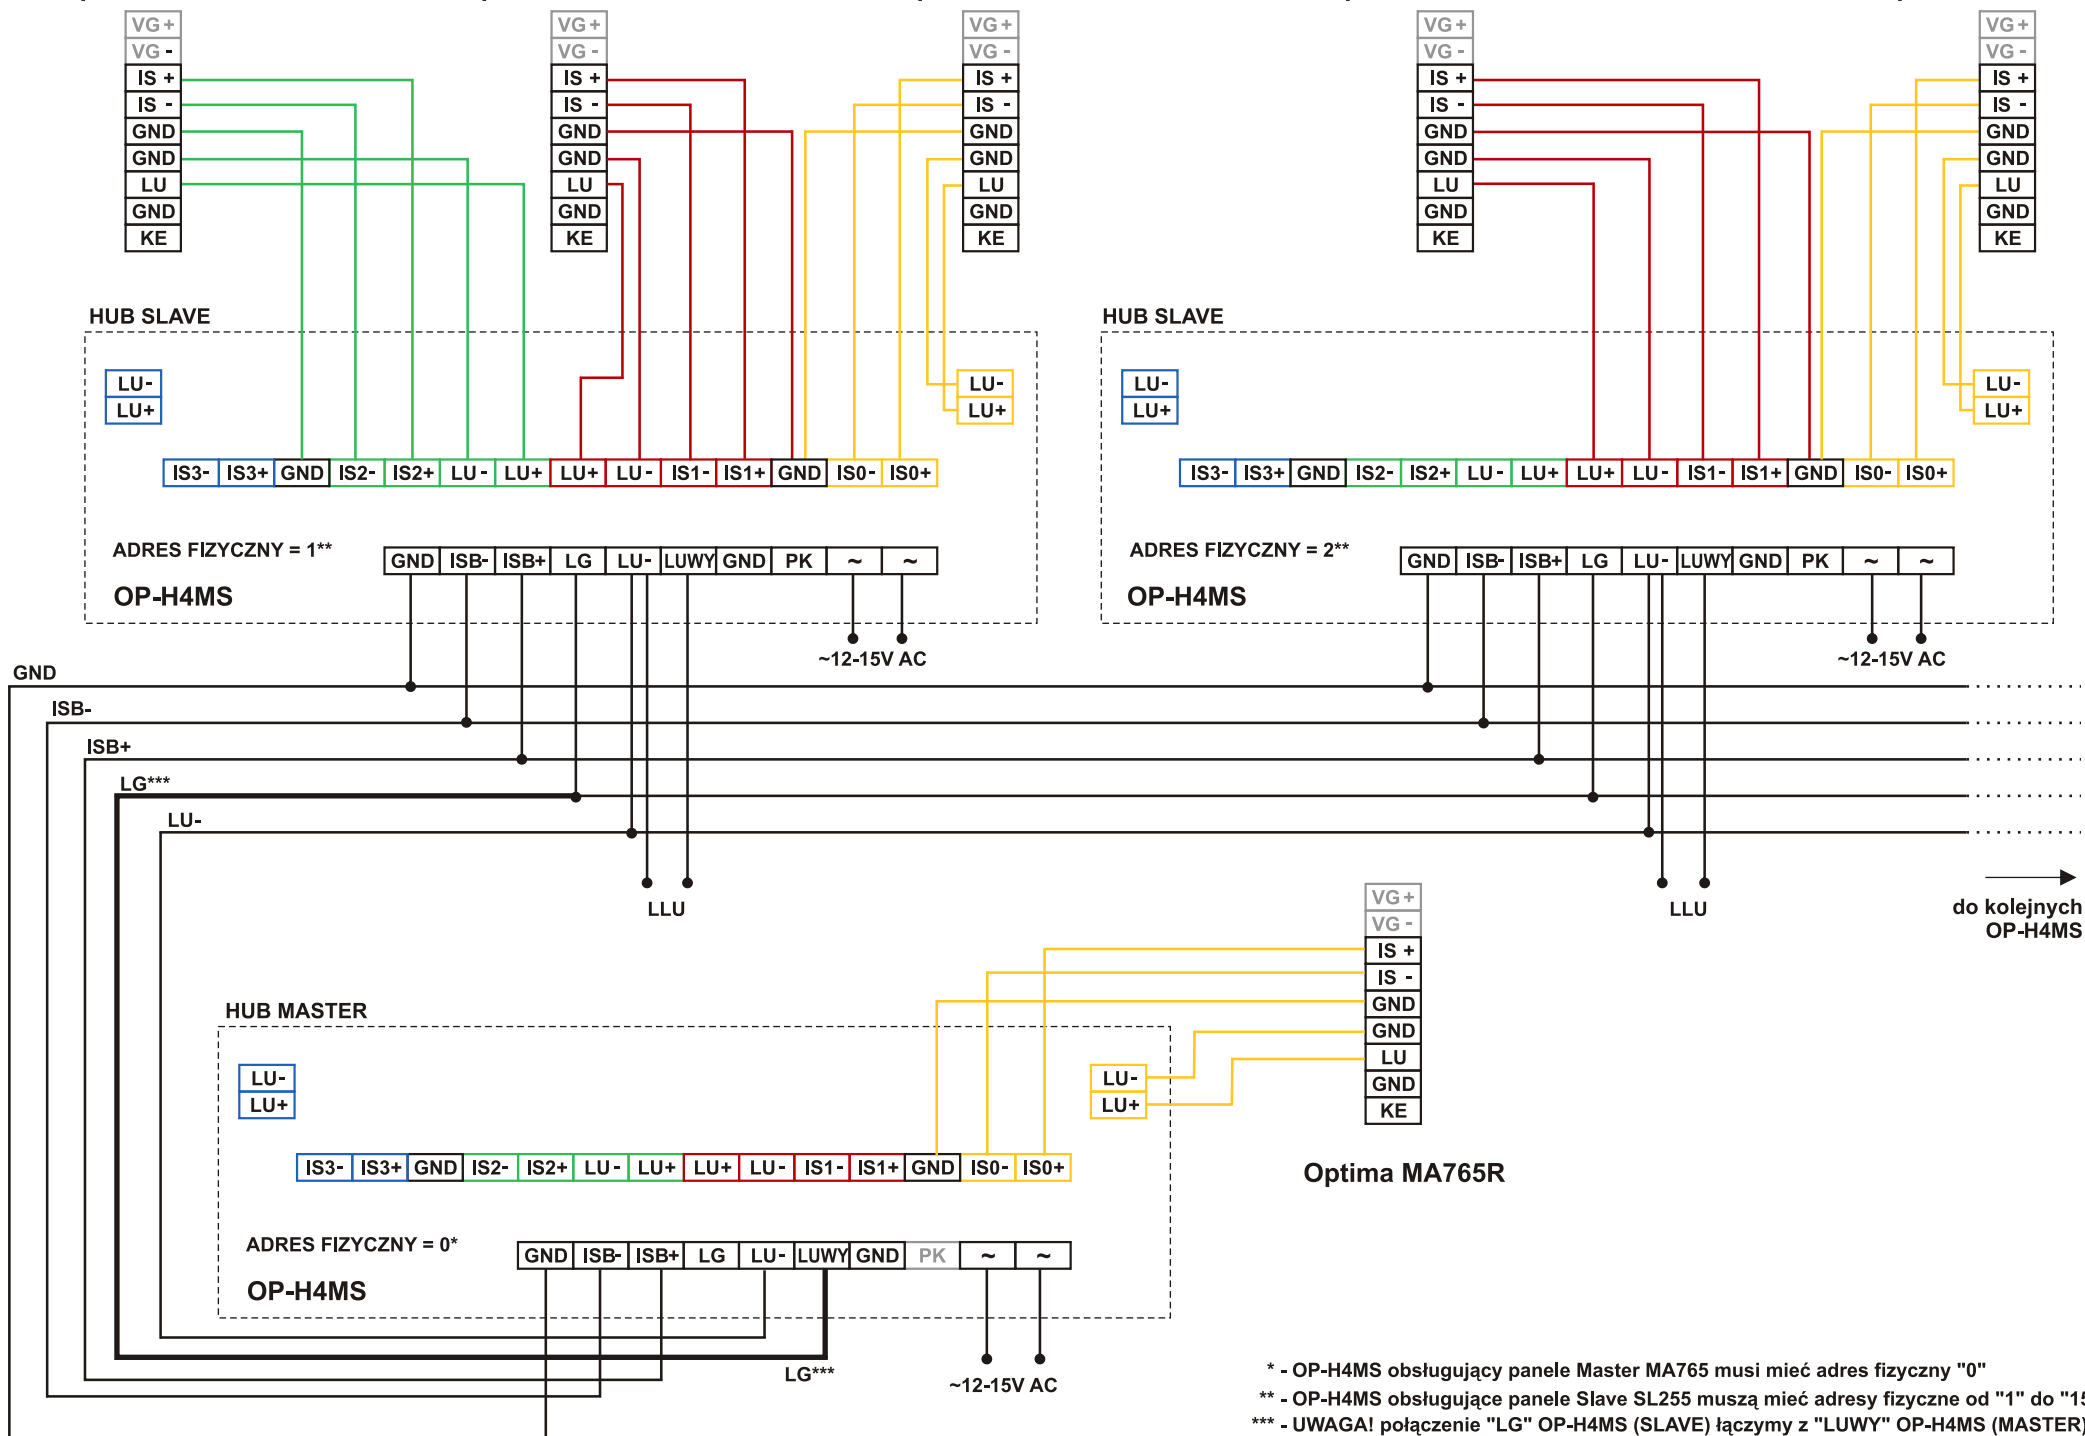 VG +
VG -
IS +
IS -
GND
GND
LU
GND
KE
VG +
VG -
IS +
IS -
GND
GND
LU
GND
KE
VG +
VG -
IS +
IS -
GND
GND
LU
GND
KE
VG +
VG -
IS +
IS -
GND
GND
LU
GND
KE
VG +
VG -
IS +
IS -
GND
GND
LU
GND
KE
HUB SLAVE
LU-
LU+
LU-
LU+
IS3- IS3+ GND IS2- IS2+ LU- LU+ LU+ LU- IS1- IS1+ GND IS0- IS0+
ADRES FIZYCZNY = 1**
GND ISB- ISB+ LG LU- LUWY GND PK ~ ~
OP-H4MS
~12-15V AC
HUB SLAVE
LU-
LU+
LU-
LU+
IS3- IS3+ GND IS2- IS2+ LU- LU+ LU+ LU- IS1- IS1+ GND IS0- IS0+
ADRES FIZYCZNY = 2**
GND ISB- ISB+ LG LU- LUWY GND PK ~ ~
OP-H4MS
~12-15V AC
GND
ISB-
ISB+
LG***
LU-
LLU
LLU
do kolejnych
OP-H4MS
VG +
VG -
IS +
IS -
GND
GND
LU
GND
KE
Optima MA765R
HUB MASTER
LU-
LU+
LU-
LU+
IS3- IS3+ GND IS2- IS2+ LU- LU+ LU+ LU- IS1- IS1+ GND IS0- IS0+
ADRES FIZYCZNY = 0*
GND ISB- ISB+ LG LU- LUWY GND PK ~ ~
OP-H4MS
LG***
~12-15V AC
* - OP-H4MS obsługujący panele Master MA765 musi mieć adres fizyczny "0"
** - OP-H4MS obsługujące panele Slave SL255 muszą mieć adresy fizyczne od "1" do "15
*** - UWAGA! połączenie "LG" OP-H4MS (SLAVE) łączymy z "LUWY" OP-H4MS (MASTER)